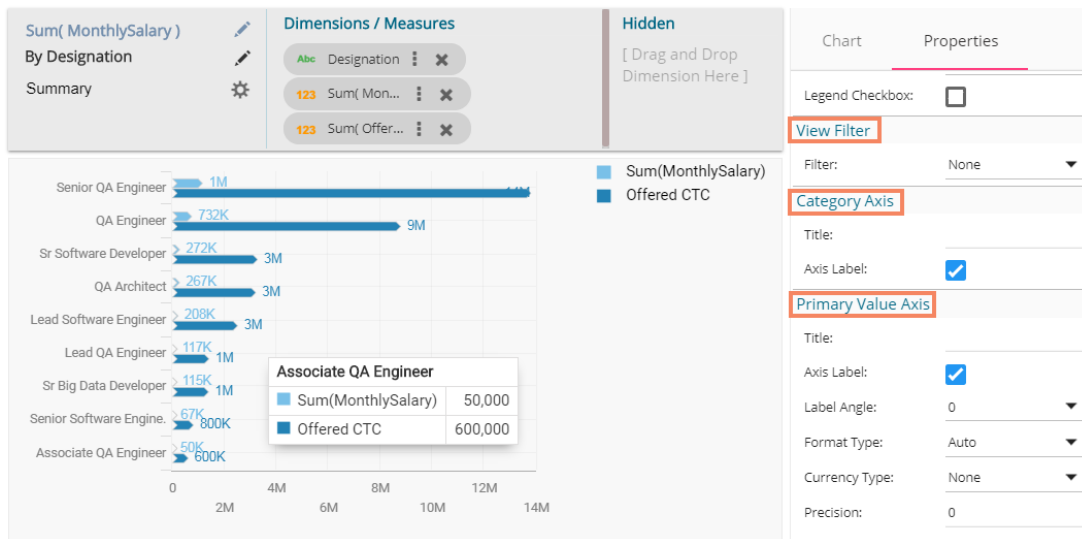 Sum( MonthlySalary )
By Designation
Summary
Dimensions / Measures
Abc Designation
123 Sum( Mon...
123 Sum( Offer...
Hidden
[ Drag and Drop
Dimension Here ]
Senior QA Engineer
1M
QA Engineer
732K
9M
Sr Software Developer
272K
3M
QA Architect
267K
3M
Lead Software Engineer
208K
3M
Lead QA Engineer
117K
1M
Sr Big Data Developer
115K
1M
Senior Software Engine.
67K
800K
Associate QA Engineer
50K
600K
0
2M
4M
6M
8M
10M
12M
14M
Associate QA Engineer
Sum(MonthlySalary) 50,000
Offered CTC 600,000
Sum(MonthlySalary)
Offered CTC
Chart Properties
Legend Checkbox:
View Filter
Filter: None
Category Axis
Title:
Axis Label:
Primary Value Axis
Title:
Axis Label:
Label Angle: 0
Format Type: Auto
Currency Type: None
Precision: 0